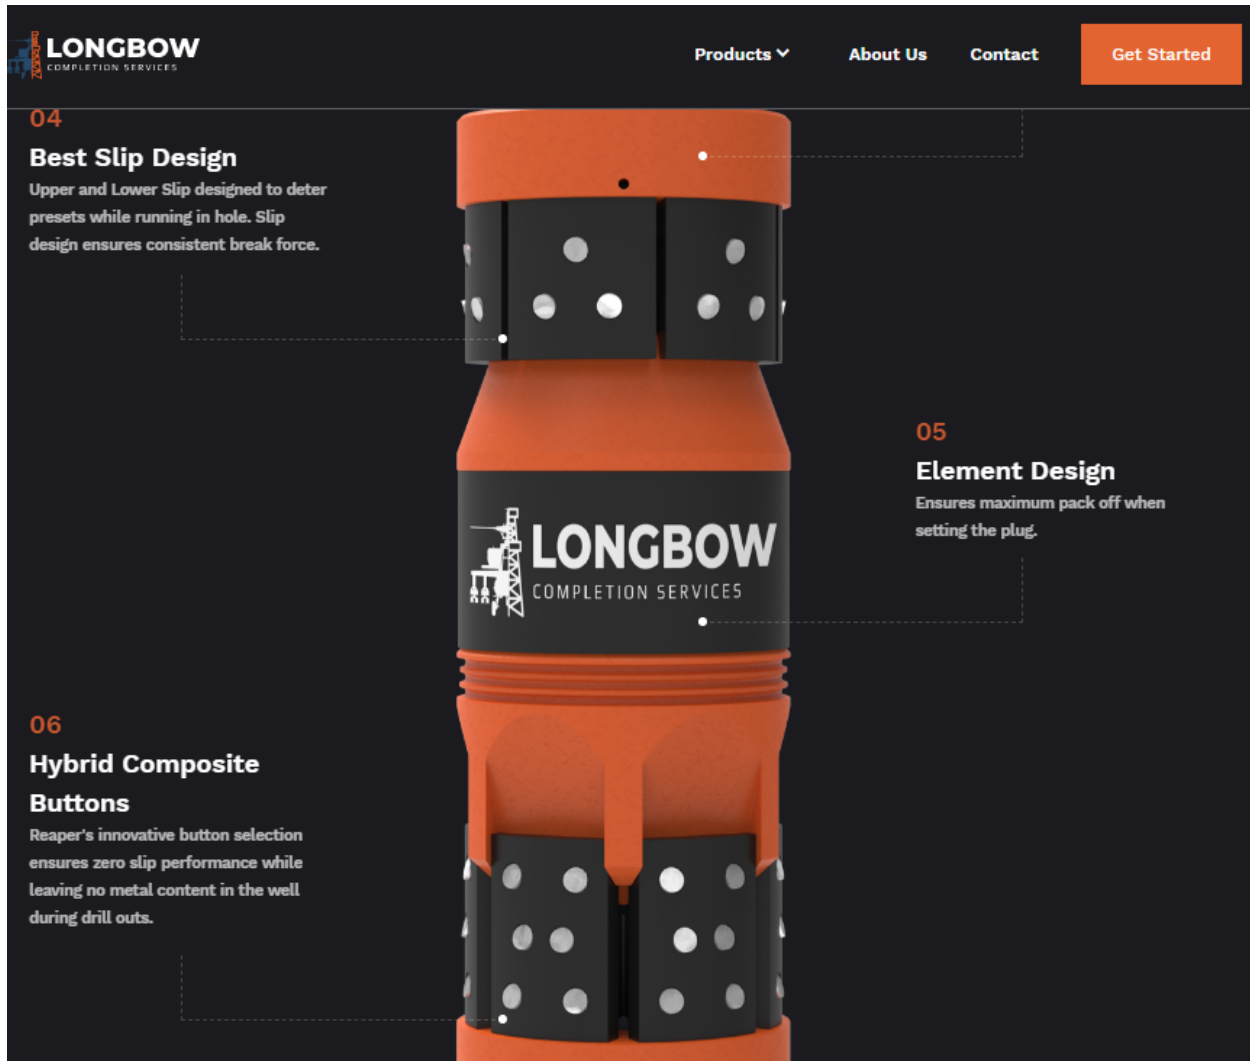 LONGBOW
COMPLETION SERVICES
Products
About Us
Contact
Get Started
04
Best Slip Design
Upper and Lower Slip designed to deter
presets while running in hole. Slip
design ensures consistent break force.
05
Element Design
Ensures maximum pack off when
setting the plug.
LONGBOW
COMPLETION SERVICES
06
Hybrid Composite
Buttons
Reaper's innovative button selection
ensures zero slip performance while
leaving no metal content in the well
during drill outs.